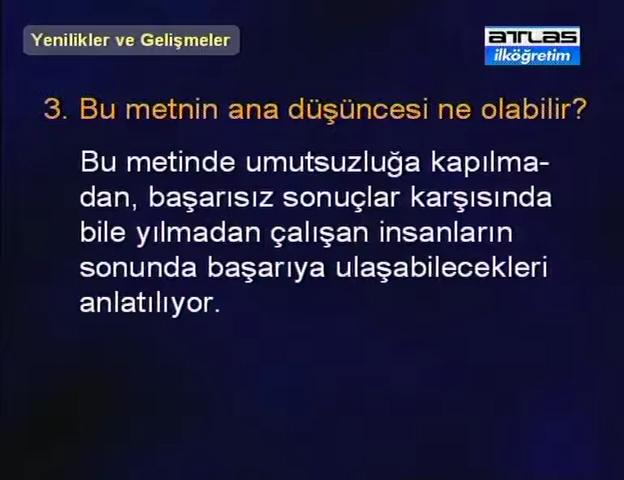 Yenilikler ve Gelişmeler
ATLAS
ilköğretim
3. Bu metnin ana düşüncesi ne olabilir?
Bu metinde umutsuzluğa kapılma-
dan, başarısız sonuçlar karşısında
bile yılmadan çalışan insanların
sonunda başarıya ulaşabilecekleri
anlatılıyor.